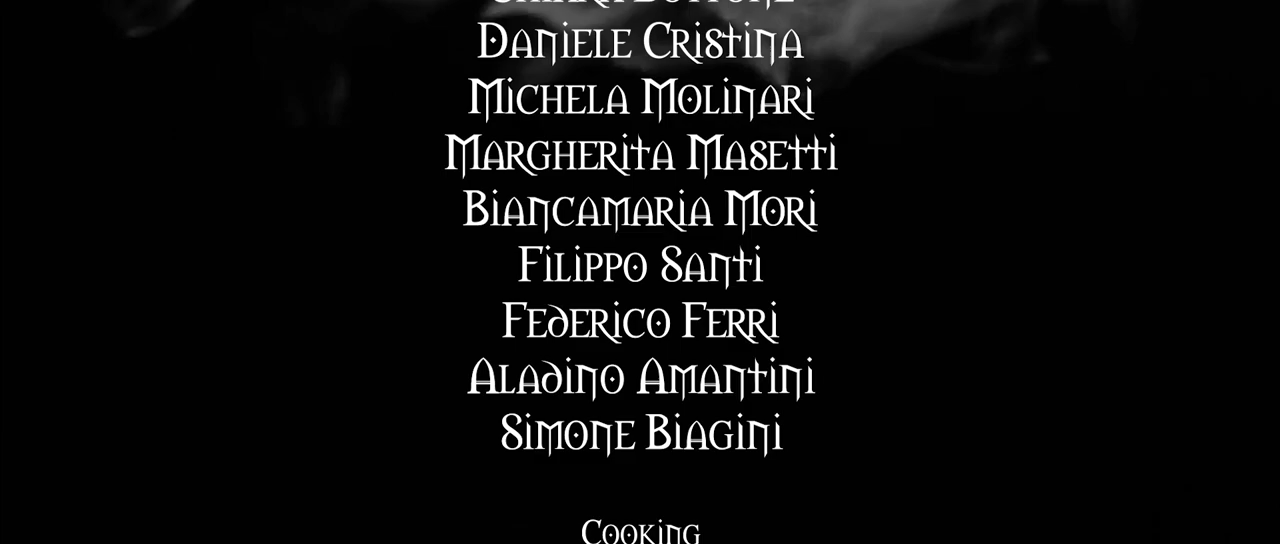 Daniele Cristina
Michela Molinari
Margherita Masetti
Biancamaria Mori
Filippo Santi
Federico Ferri
Aladino Amantini
Simone Biagini
Cooking